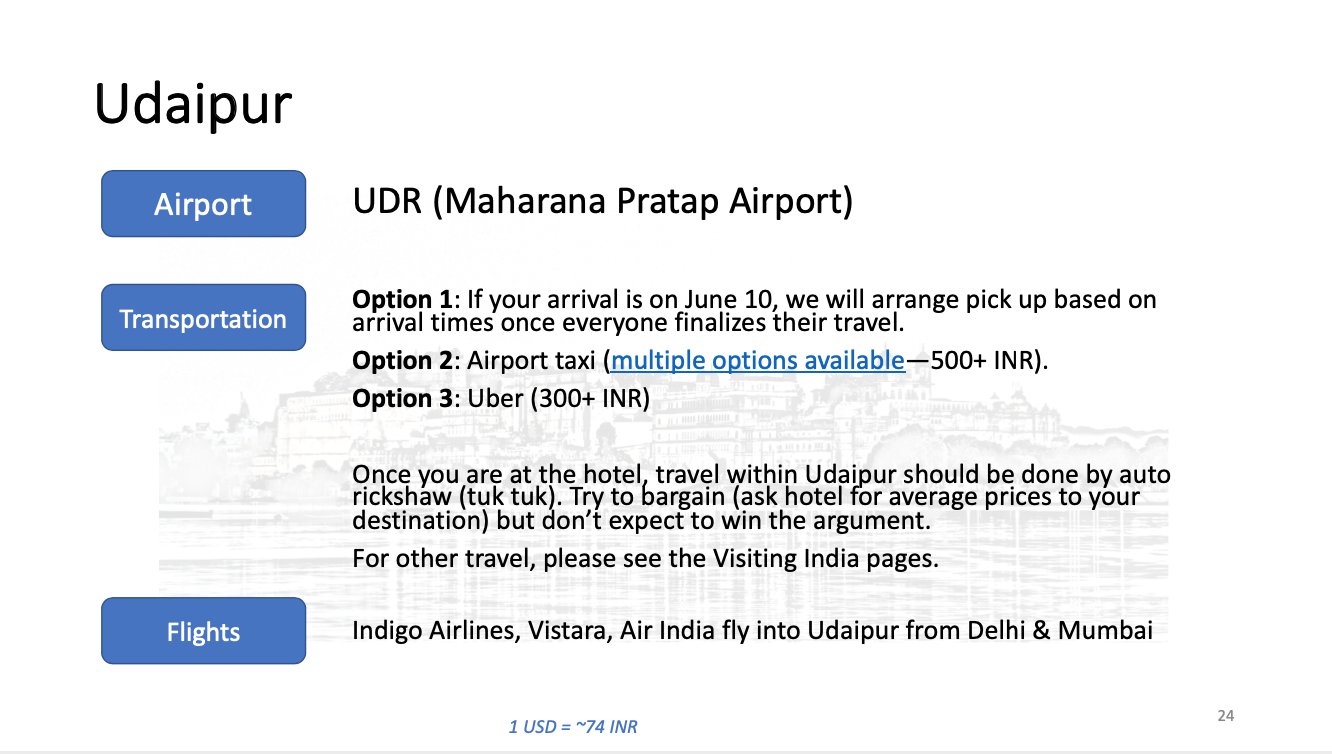 Udaipur
Airport
UDR (Maharana Pratap Airport)
Transportation
Option 1: If your arrival is on June 10, we will arrange pick up based on
arrival times once everyone finalizes their travel.
Option 2: Airport taxi (multiple options available—500+ INR).
Option 3: Uber (300+ INR)
Once you are at the hotel, travel within Udaipur should be done by auto
rickshaw (tuk tuk). Try to bargain (ask hotel for average prices to your
destination) but don’t expect to win the argument.
For other travel, please see the Visiting India pages.
Flights
Indigo Airlines, Vistara, Air India fly into Udaipur from Delhi & Mumbai
1 USD = ~74 INR
24